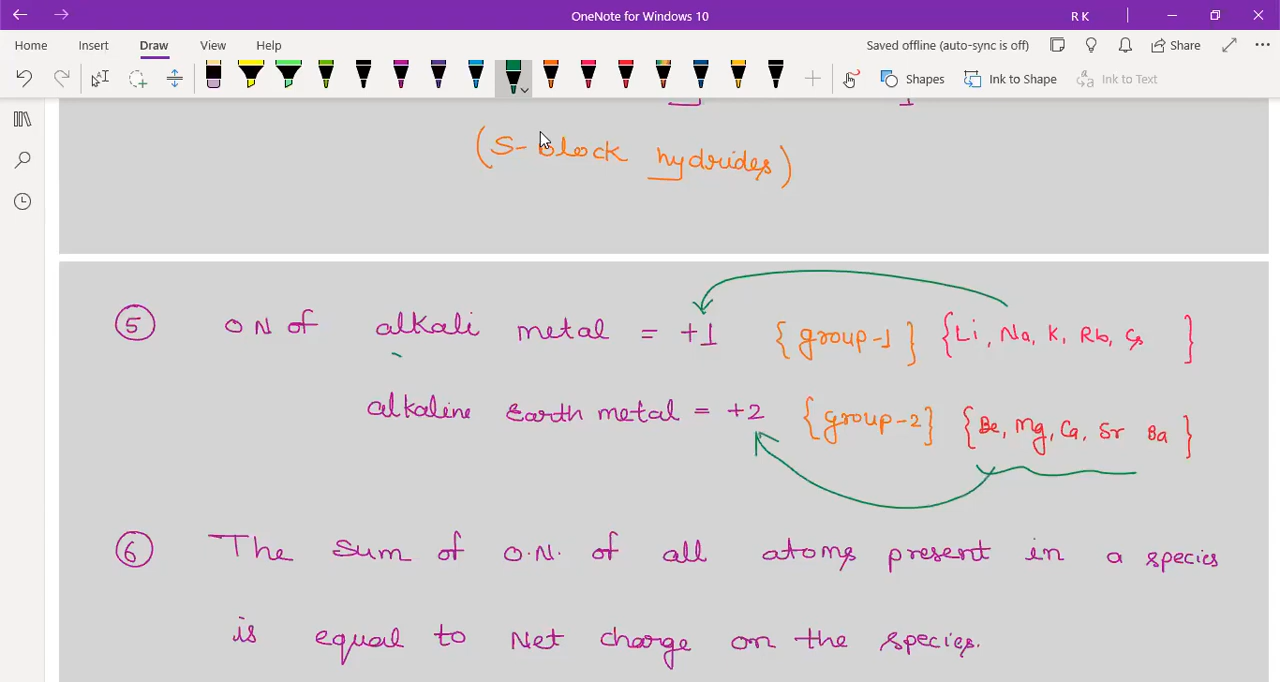 OneNote for Windows 10
R K
Home Insert Draw View Help
Saved offline (auto-sync is off)
Share
Shapes Ink to Shape Ink to Text
(S-block hydrides)
5 O N of alkali metal = +1 {group-1} {Li, Na, K, Rb, Cs }
alkaline Earth metal = +2 {group-2} {Be, Mg, Ca, Sr Ba}
6 The sum of O.N. of all atoms present in a species
is equal to Net charge on the species.